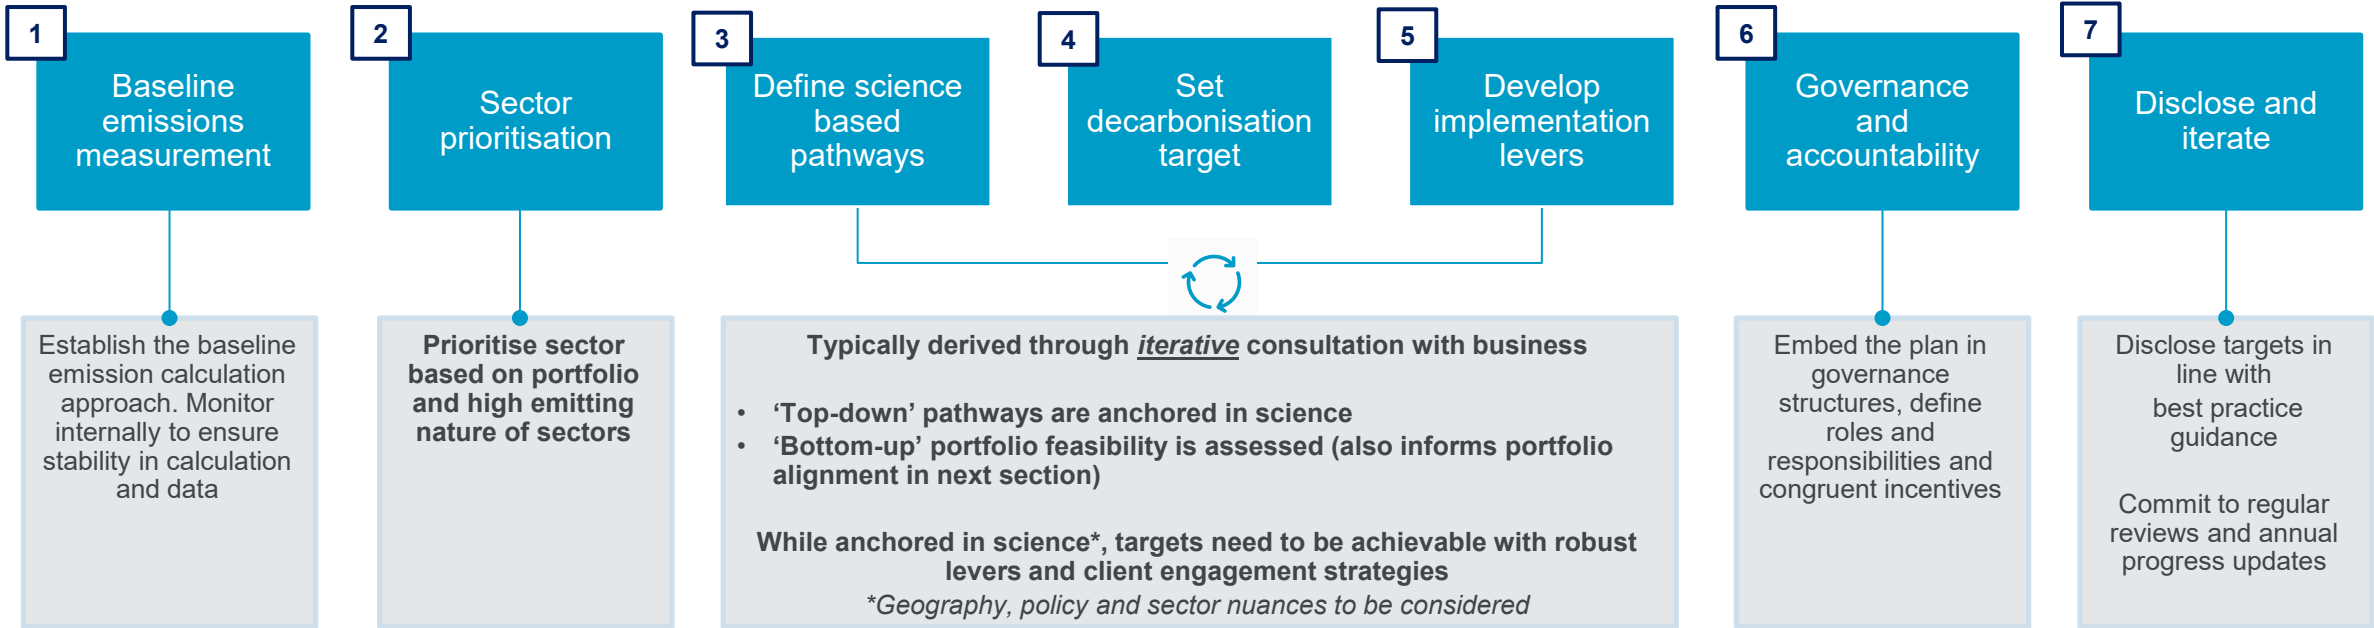 1
Baseline
emissions
measurement
2
Sector
prioritisation
3
Define science
based
pathways
4
Set
decarbonisation
target
5
Develop
implementation
levers
6
Governance
and
accountability
7
Disclose and
iterate
Establish the baseline
emission calculation
approach. Monitor
internally to ensure
stability in calculation
and data
Prioritise sector
based on portfolio
and high emitting
nature of sectors
Typically derived through iterative consultation with business
• ‘Top-down’ pathways are anchored in science
• ‘Bottom-up’ portfolio feasibility is assessed (also informs portfolio
alignment in next section)
While anchored in science*, targets need to be achievable with robust
levers and client engagement strategies
*Geography, policy and sector nuances to be considered
Embed the plan in
governance
structures, define
roles and
responsibilities and
congruent incentives
Disclose targets in
line with
best practice
guidance
Commit to regular
reviews and annual
progress updates